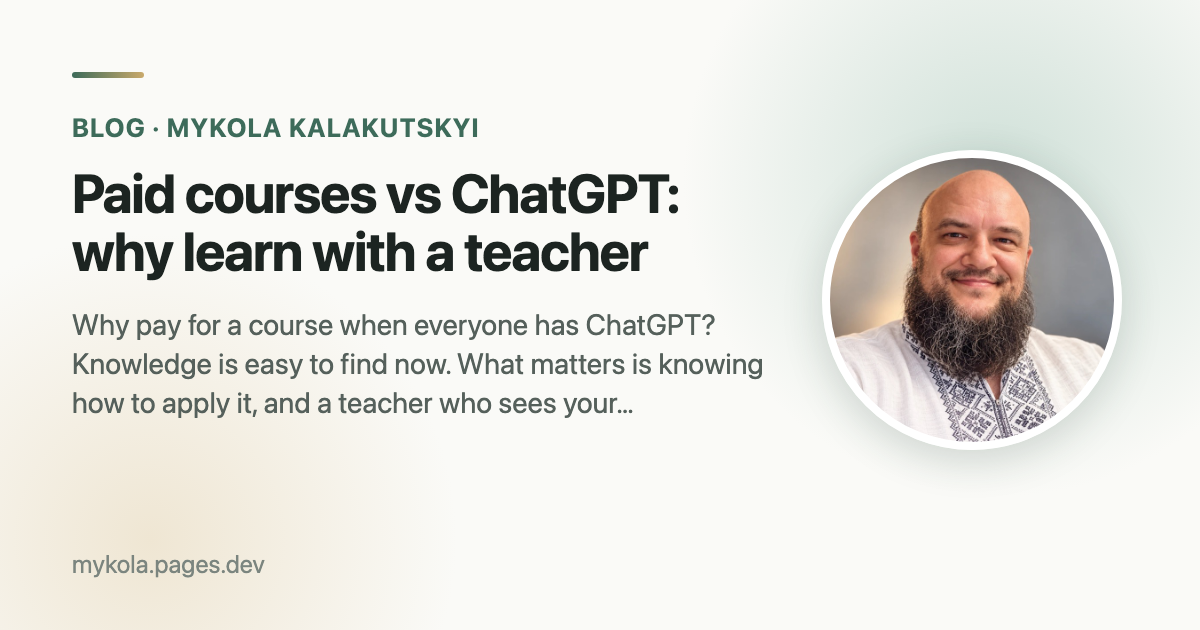 BLOG · MYKOLA KALAKUTSKYI
Paid courses vs ChatGPT:
why learn with a teacher
Why pay for a course when everyone has ChatGPT?
Knowledge is easy to find now. What matters is knowing
how to apply it, and a teacher who sees your…
mykola.pages.dev